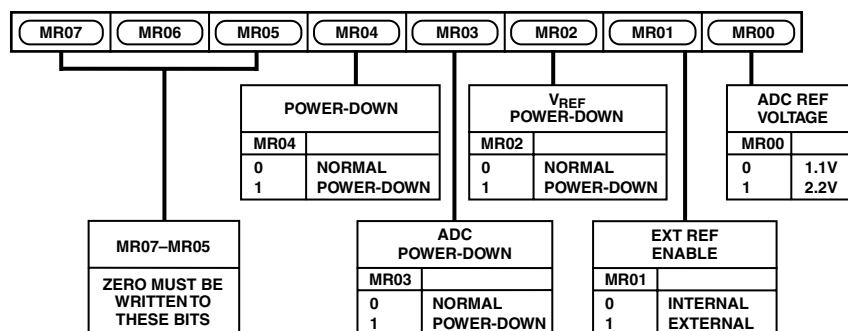 MR07 MR06 MR05 MR04 MR03 MR02 MR01 MR00
POWER-DOWN
MR04
0 NORMAL
1 POWER-DOWN
VREF
POWER-DOWN
MR02
0 NORMAL
1 POWER-DOWN
ADC REF
VOLTAGE
MR00
0 1.1V
1 2.2V
MR07–MR05
ZERO MUST BE
WRITTEN TO
THESE BITS
ADC
POWER-DOWN
MR03
0 NORMAL
1 POWER-DOWN
EXT REF
ENABLE
MR01
0 INTERNAL
1 EXTERNAL